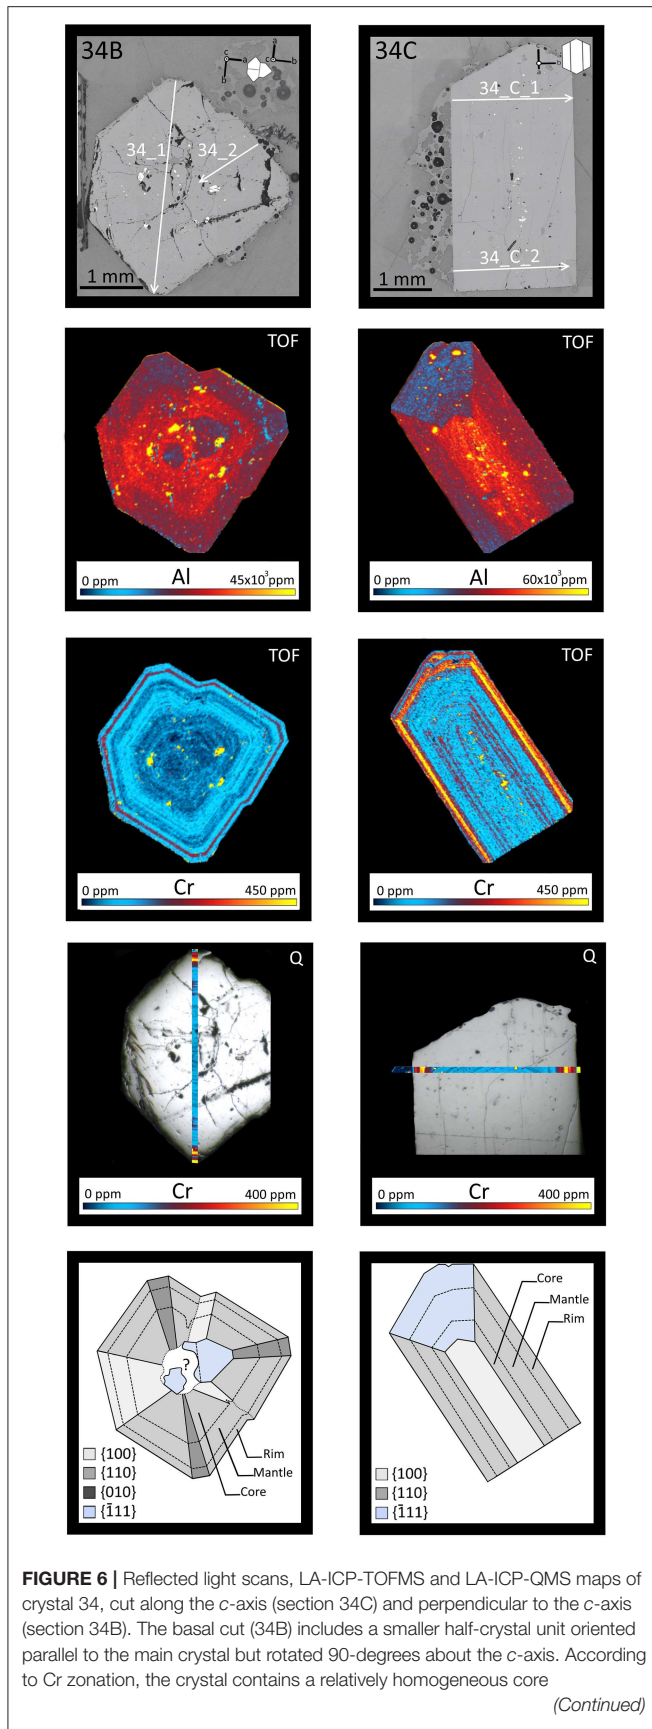 34B
c
a
b
a
c
b
34_1
34_2
1 mm
34C
c
b
a
34_C_1
34_C_2
1 mm
TOF
0 ppm Al 45x10³ppm
TOF
0 ppm Al 60x10³ppm
TOF
0 ppm Cr 450 ppm
TOF
0 ppm Cr 450 ppm
Q
0 ppm Cr 400 ppm
Q
0 ppm Cr 400 ppm
?
Rim
Mantle
Core
{100}
{110}
{010}
{1̄11}
Core
Mantle
Rim
{100}
{110}
{1̄11}
FIGURE 6 | Reflected light scans, LA-ICP-TOFMS and LA-ICP-QMS maps of
crystal 34, cut along the c-axis (section 34C) and perpendicular to the c-axis
(section 34B). The basal cut (34B) includes a smaller half-crystal unit oriented
parallel to the main crystal but rotated 90-degrees about the c-axis. According
to Cr zonation, the crystal contains a relatively homogeneous core
(Continued)